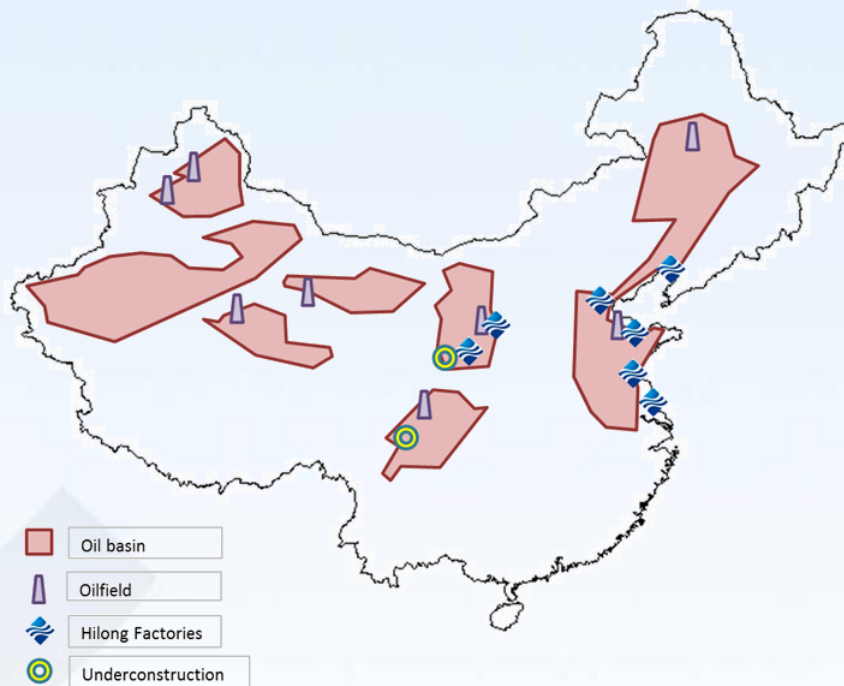 Oil basin
Oilfield
Hilong Factories
Underconstruction